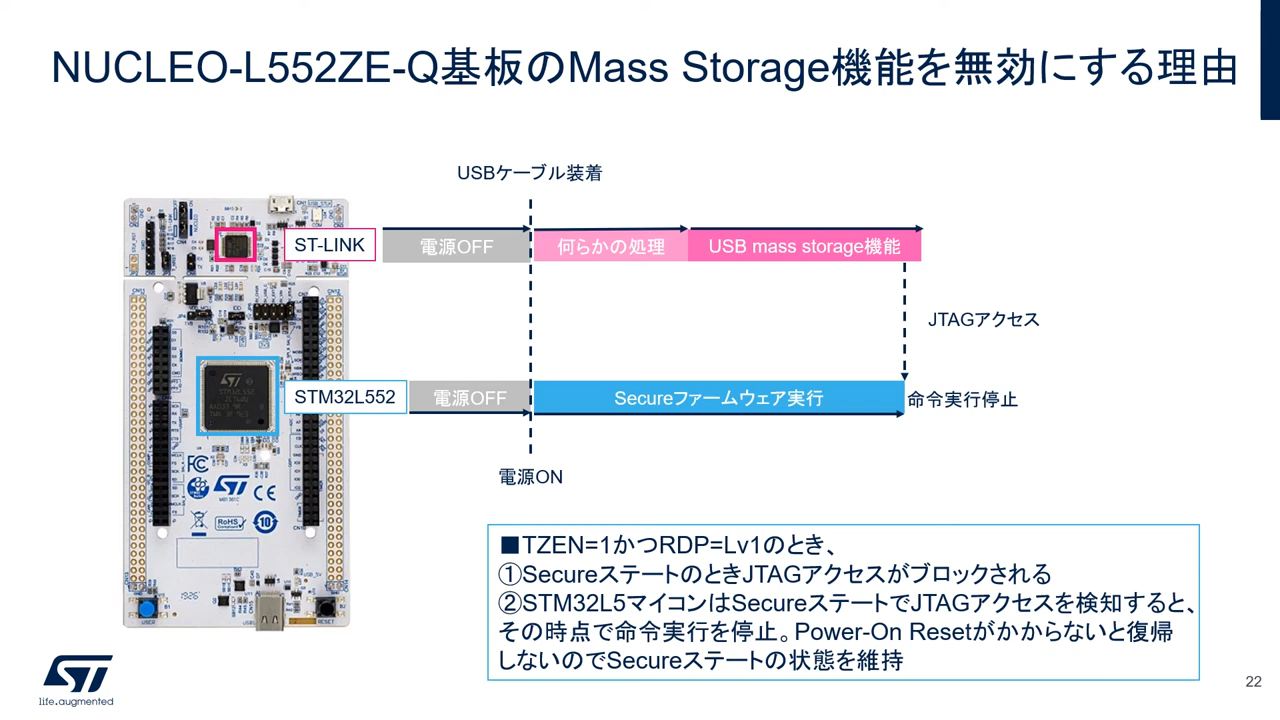 NUCLEO-L552ZE-Q基板のMass Storage機能を無効にする理由
USBケーブル装着
ST-LINK
電源OFF
何らかの処理
USB mass storage機能
JTAGアクセス
STM32L552
電源OFF
Secureファームウェア実行
命令実行停止
電源ON
■TZEN=1かつRDP=Lv1のとき、
①SecureステートのときJTAGアクセスがブロックされる
②STM32L5マイコンはSecureステートでJTAGアクセスを検知すると、
その時点で命令実行を停止。Power-On Resetがかからないと復帰
しないのでSecureステートの状態を維持
FC
ST
CE
RoHS
10
USER
B1
RESET
B2
ST
life.augmented
22